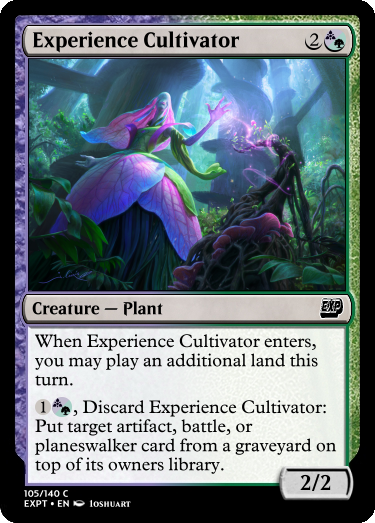 Experience Cultivator 2
EXP
Creature — Plant
When Experience Cultivator enters,
you may play an additional land this
turn.
1, Discard Experience Cultivator:
Put target artifact, battle, or
planeswalker card from a graveyard on
top of its owners library.
2/2
105/140 C
EXPT • EN Ioshuart